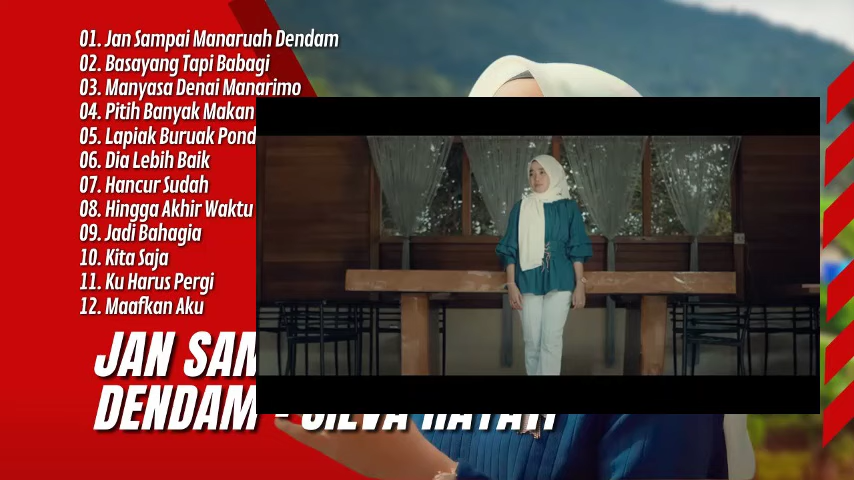 01. Jan Sampai Manaruah Dendam
02. Basayang Tapi Babagi
03. Manyasa Denai Manarimo
04. Pitih Banyak Makan
05. Lapiak Buruak Pond
06. Dia Lebih Baik
07. Hancur Sudah
08. Hingga Akhir Waktu
09. Jadi Bahagia
10. Kita Saja
11. Ku Harus Pergi
12. Maafkan Aku
JAN SAM
DENDAM - SILVA HAYATI